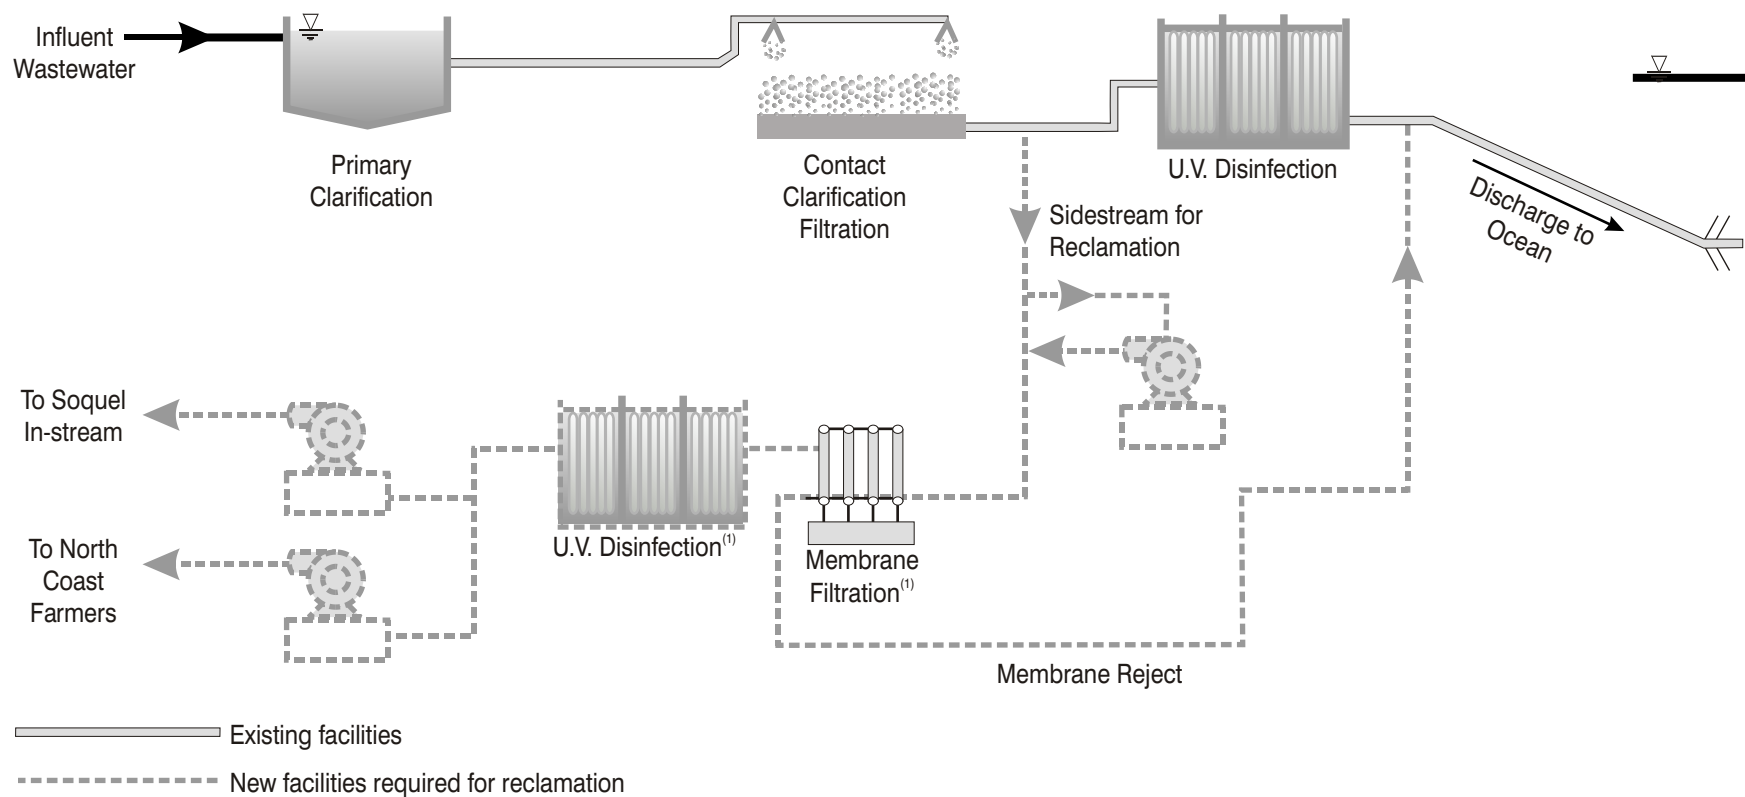 Influent
Wastewater
Primary
Clarification
Contact
Clarification
Filtration
U.V. Disinfection
Discharge to
Ocean
Sidestream for
Reclamation
To Soquel
In-stream
To North
Coast
Farmers
U.V. Disinfection(1)
Membrane
Filtration(1)
Membrane Reject
Existing facilities
New facilities required for reclamation